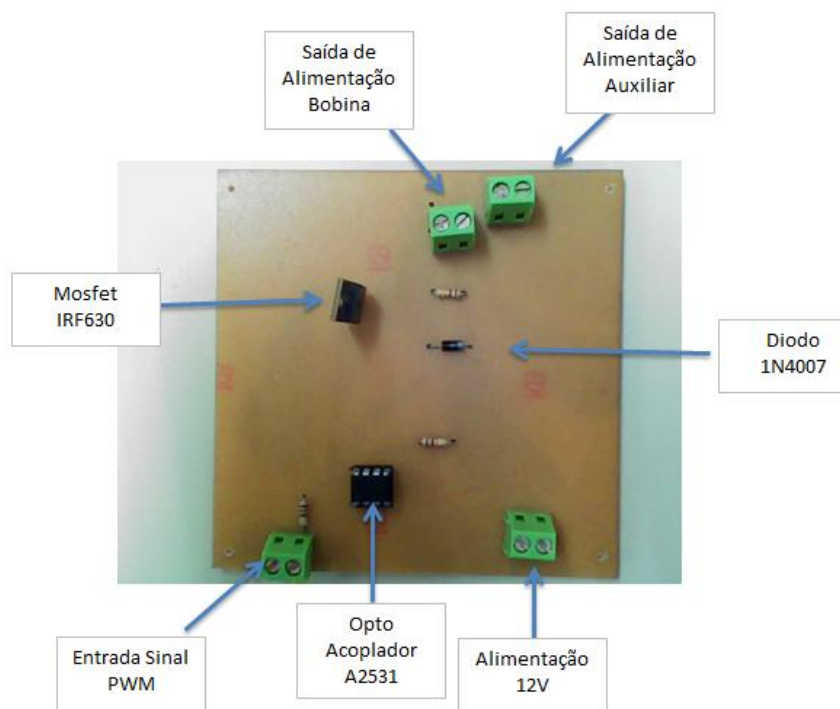 Saída de
Alimentação
Bobina
Saída de
Alimentação
Auxiliar
Mosfet
IRF630
Diodo
1N4007
Entrada Sinal
PWM
Opto
Acoplador
A2531
Alimentação
12V